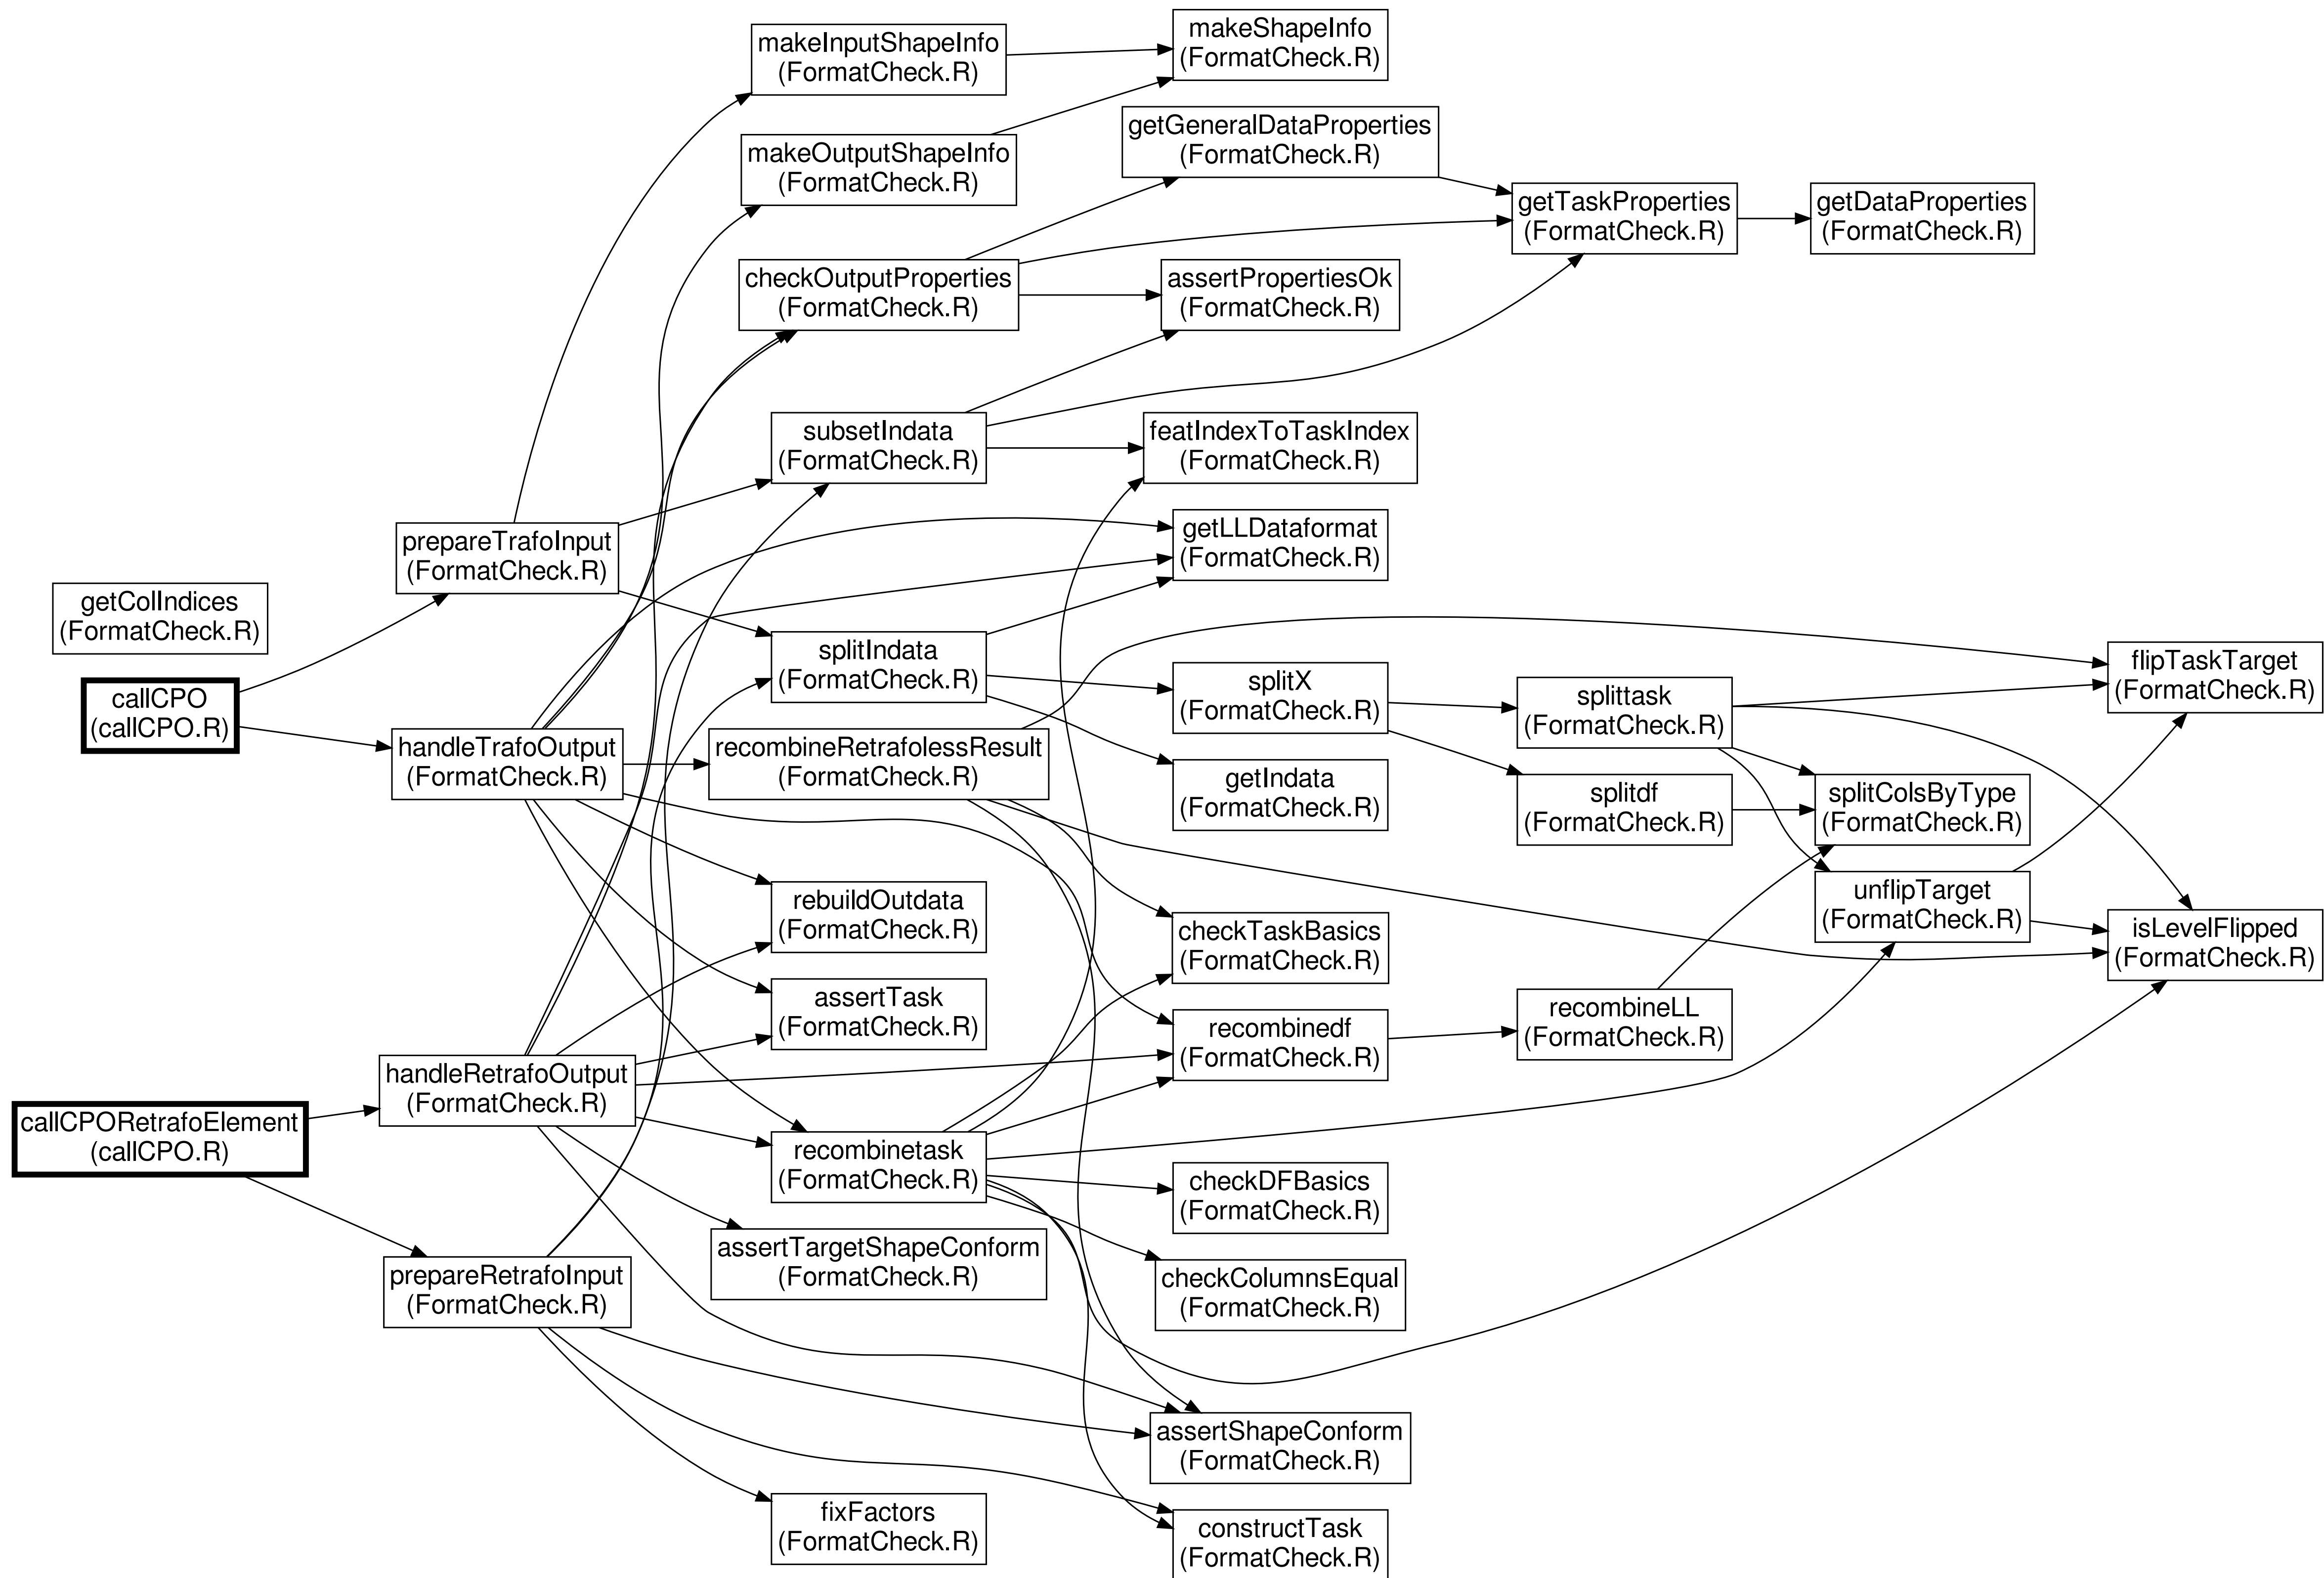 makeInputShapeInfo
(FormatCheck.R)
makeShapeInfo
(FormatCheck.R)
makeOutputShapeInfo
(FormatCheck.R)
getGeneralDataProperties
(FormatCheck.R)
getTaskProperties
(FormatCheck.R)
getDataProperties
(FormatCheck.R)
checkOutputProperties
(FormatCheck.R)
assertPropertiesOk
(FormatCheck.R)
subsetIndata
(FormatCheck.R)
featIndexToTaskIndex
(FormatCheck.R)
prepareTrafoInput
(FormatCheck.R)
getLLDataformat
(FormatCheck.R)
getColIndices
(FormatCheck.R)
splitIndata
(FormatCheck.R)
callCPO
(callCPO.R)
splitX
(FormatCheck.R)
splittask
(FormatCheck.R)
flipTaskTarget
(FormatCheck.R)
handleTrafoOutput
(FormatCheck.R)
recombineRetrafolessResult
(FormatCheck.R)
getIndata
(FormatCheck.R)
splitdf
(FormatCheck.R)
splitColsByType
(FormatCheck.R)
rebuildOutdata
(FormatCheck.R)
checkTaskBasics
(FormatCheck.R)
unflipTarget
(FormatCheck.R)
isLevelFlipped
(FormatCheck.R)
assertTask
(FormatCheck.R)
recombinedf
(FormatCheck.R)
recombineLL
(FormatCheck.R)
handleRetrafoOutput
(FormatCheck.R)
callCPORetrafoElement
(callCPO.R)
recombinetask
(FormatCheck.R)
checkDFBasics
(FormatCheck.R)
assertTargetShapeConform
(FormatCheck.R)
checkColumnsEqual
(FormatCheck.R)
prepareRetrafoInput
(FormatCheck.R)
assertShapeConform
(FormatCheck.R)
fixFactors
(FormatCheck.R)
constructTask
(FormatCheck.R)